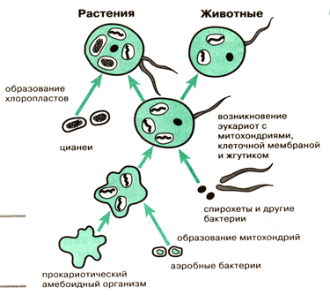 Растения
Животные
образование
хлоропластов
цианеи
возникновение
эукариот с
митохондриями,
клеточной мембраной
и жгутиком
спирохеты и другие
бактерии
образование митохондрий
аэробные бактерии
прокариотический
амебоидный организм